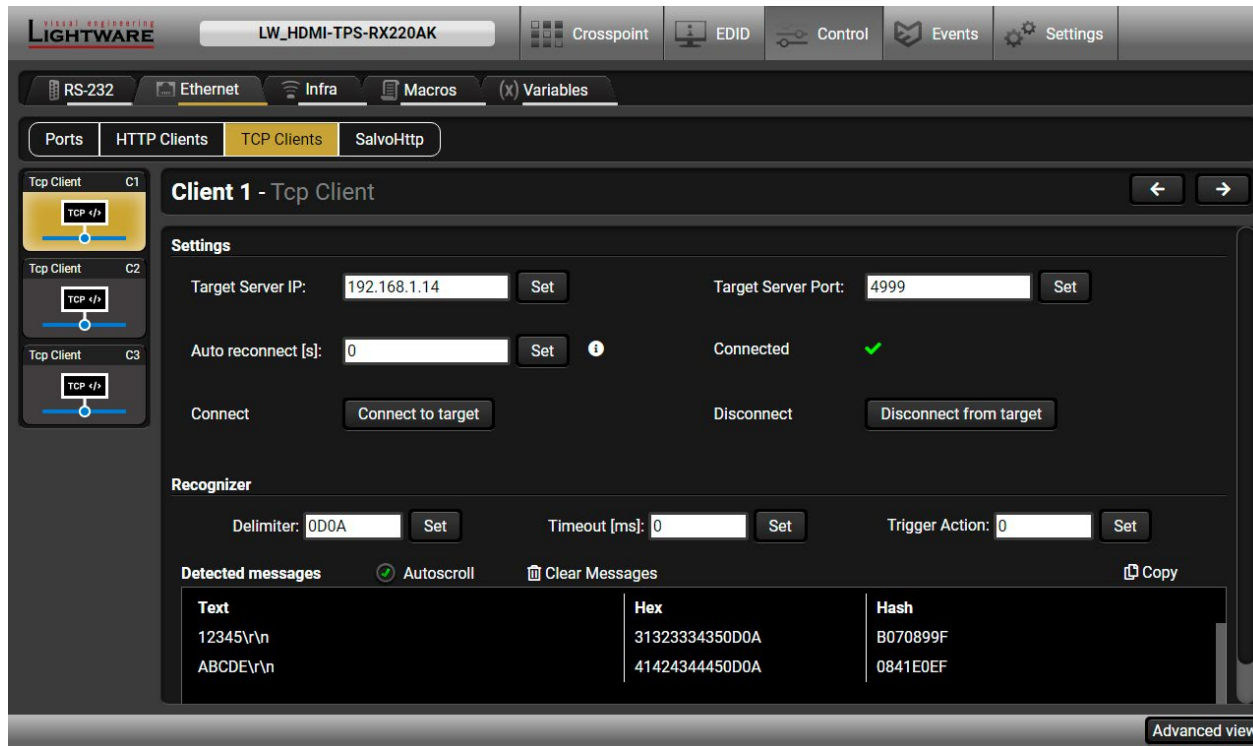 visual engineering
LIGHTWARE
LW_HDMI-TPS-RX220AK
Crosspoint
EDID
Control
Events
Settings
RS-232
Ethernet
Infra
Macros
(x) Variables
Ports
HTTP Clients
TCP Clients
SalvoHttp
Tcp Client C1
TCP </>
Tcp Client C2
TCP </>
Tcp Client C3
TCP </>
Client 1 - Tcp Client
Settings
Target Server IP: 192.168.1.14 Set
Target Server Port: 4999 Set
Auto reconnect [s]: 0 Set
Connected
Connect Connect to target
Disconnect Disconnect from target
Recognizer
Delimiter: 0D0A Set
Timeout [ms]: 0 Set
Trigger Action: 0 Set
Detected messages
Autoscroll
Clear Messages
Copy
Text Hex Hash
12345\r\n 31323334350D0A B070899F
ABCDE\r\n 41424344450D0A 0841E0EF
Advanced view